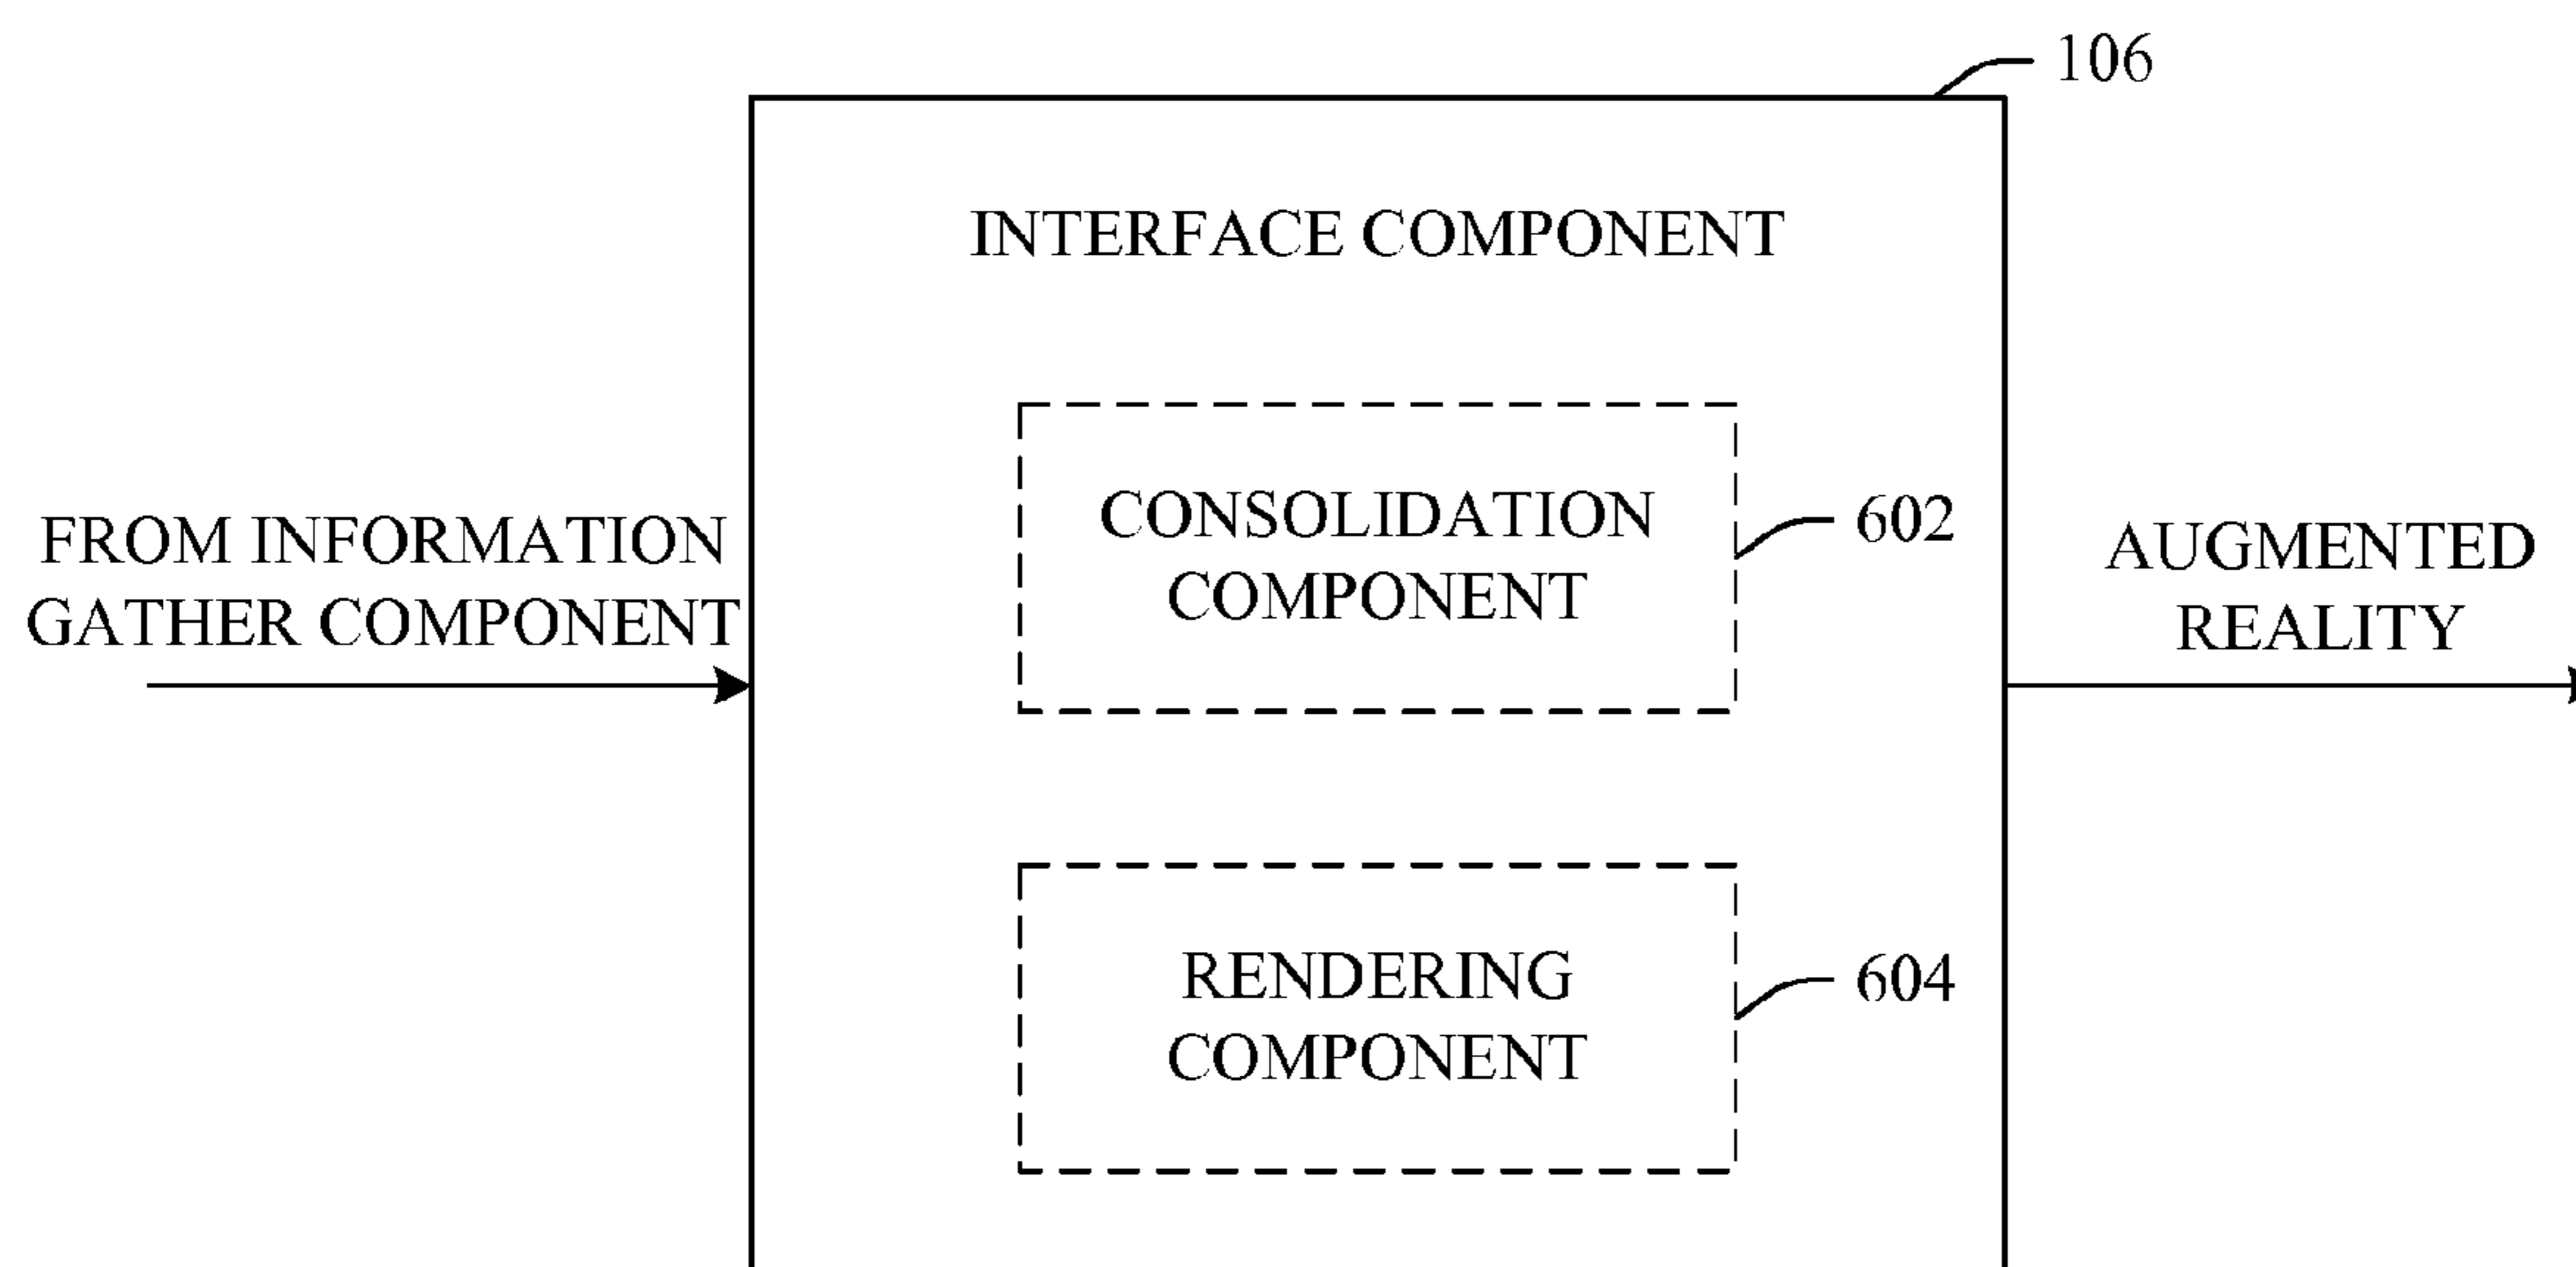 106
INTERFACE COMPONENT
FROM INFORMATION
GATHER COMPONENT
CONSOLIDATION
COMPONENT
602
AUGMENTED
REALITY
RENDERING
COMPONENT
604